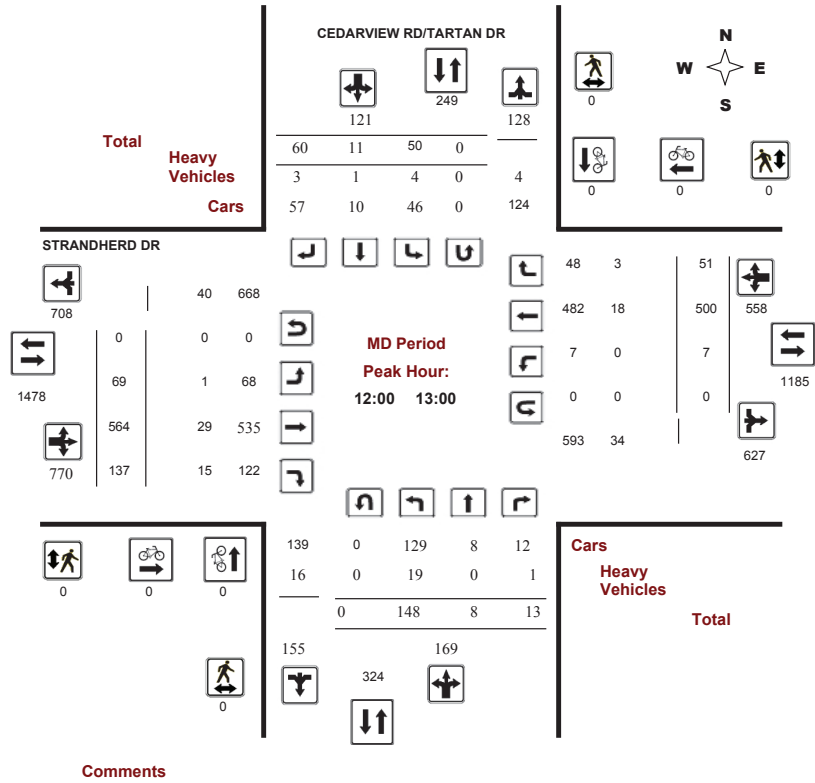 CEDARVIEW RD/TARTAN DR
N
W E
S
249
0
121 128
Total 60 11 50 0
Heavy
Vehicles 3 1 4 0 4
Cars 57 10 46 0 124
0 0 0
STRANDHERD DR
48 3 51
708 40 668 482 18 500 558
0 0 0
MD Period
7 0 7
Peak Hour:
1478 69 1 68 1185
12:00 13:00
0 0 0
564 29 535
593 34 627
770 137 15 122
139 0 129 8 12 Cars
16 0 19 0 1 Heavy
Vehicles
0 0 0
0 148 8 13 Total
155 169
324
0
Comments